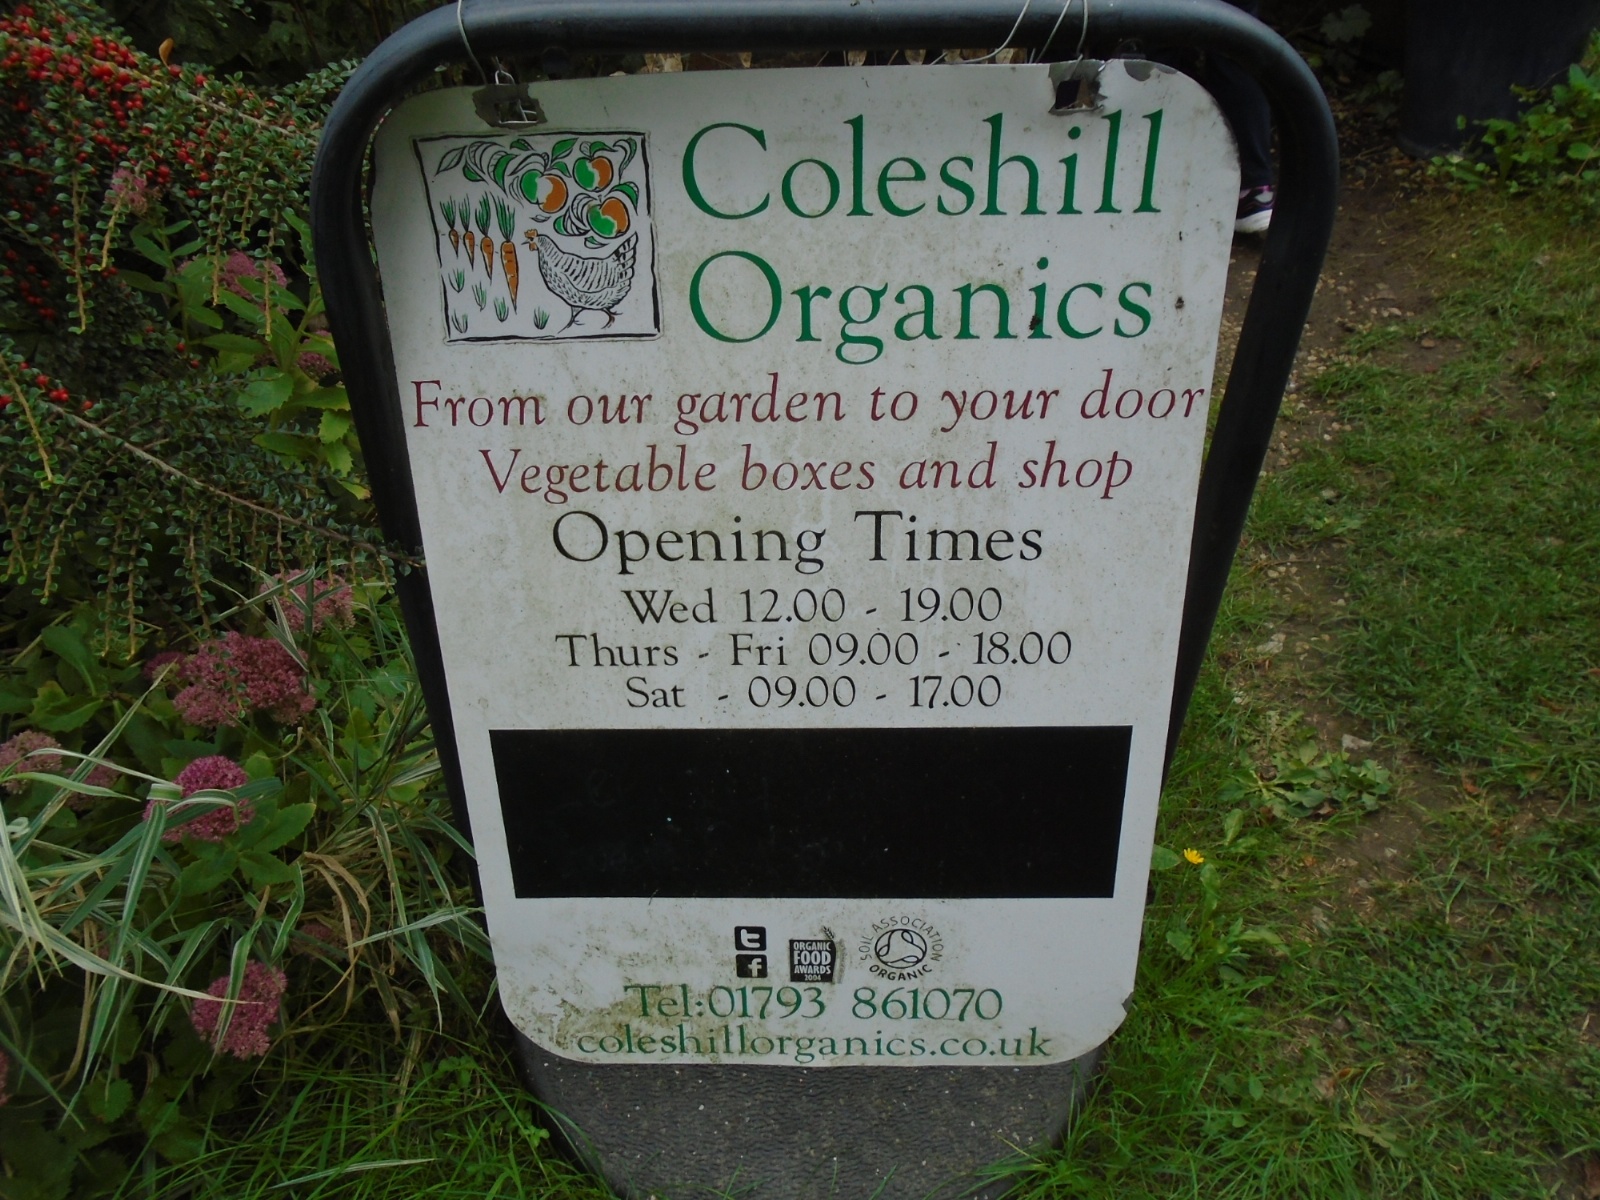 Coleshill
Organics
From our garden to your door
Vegetable boxes and shop
Opening Times
Wed 12.00 - 19.00
Thurs - Fri 09.00 - 18.00
Sat - 09.00 - 17.00
t
f
ORGANIC
FOOD
AWARDS
2004
SOIL ASSOCIATION
ORGANIC
Tel:01793 861070
coleshillorganics.co.uk